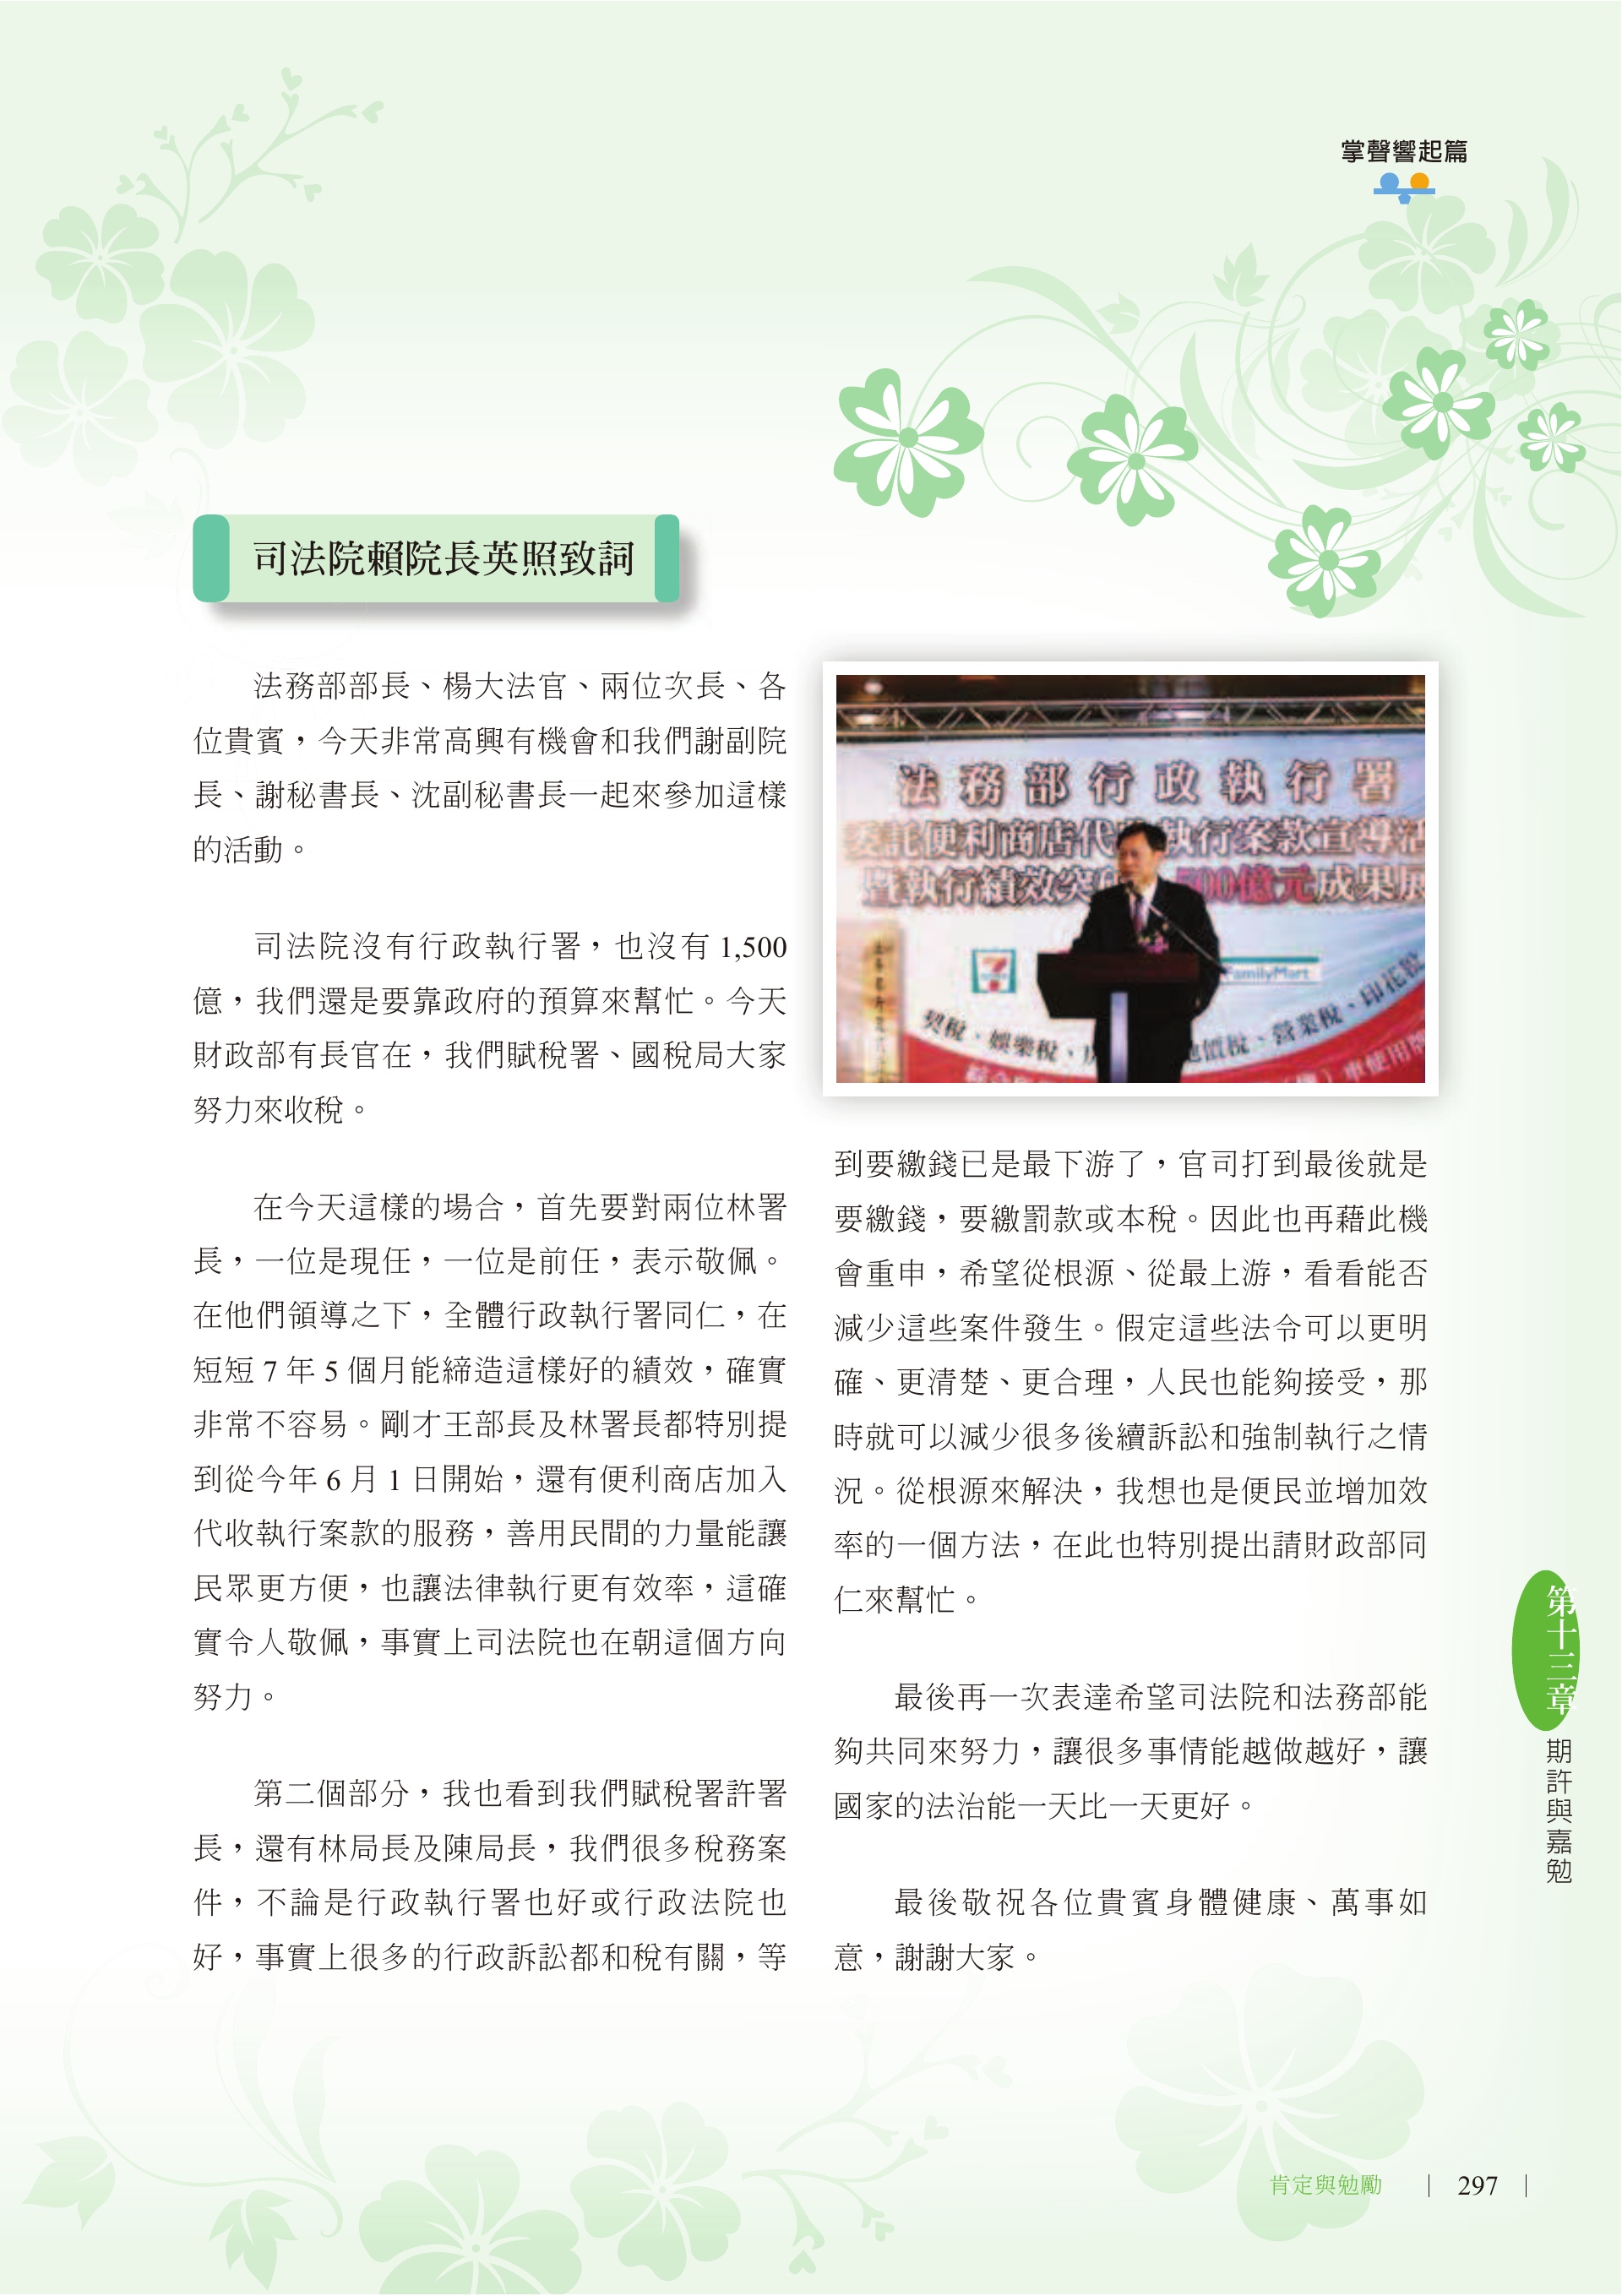 掌聲響起篇
司法院賴院長英照致詞
法務部部長、楊大法官、兩位次長、各
位貴賓，今天非常高興有機會和我們謝副院
長、謝秘書長、沈副秘書長一起來參加這樣
的活動。
司法院沒有行政執行署，也沒有 1,500
億，我們還是要靠政府的預算來幫忙。今天
財政部有長官在，我們賦稅署、國稅局大家
努力來收稅。
在今天這樣的場合，首先要對兩位林署
長，一位是現任，一位是前任，表示敬佩。
在他們領導之下，全體行政執行署同仁，在
短短 7 年 5 個月能締造這樣好的績效，確實
非常不容易。剛才王部長及林署長都特別提
到從今年 6 月 1 日開始，還有便利商店加入
代收執行案款的服務，善用民間的力量能讓
民眾更方便，也讓法律執行更有效率，這確
實令人敬佩，事實上司法院也在朝這個方向
努力。
第二個部分，我也看到我們賦稅署許署
長，還有林局長及陳局長，我們很多稅務案
件，不論是行政執行署也好或行政法院也
好，事實上很多的行政訴訟都和稅有關，等
法務部行政執行署
委託便利商店代 執行案款宣導活
暨執行績效突 500億元成果展
7
FamilyMart
契稅、娛樂稅、房 地價稅、營業稅、印花稅
車使用牌
到要繳錢已是最下游了，官司打到最後就是
要繳錢，要繳罰款或本稅。因此也再藉此機
會重申，希望從根源、從最上游，看看能否
減少這些案件發生。假定這些法令可以更明
確、更清楚、更合理，人民也能夠接受，那
時就可以減少很多後續訴訟和強制執行之情
況。從根源來解決，我想也是便民並增加效
率的一個方法，在此也特別提出請財政部同
仁來幫忙。
最後再一次表達希望司法院和法務部能
夠共同來努力，讓很多事情能越做越好，讓
國家的法治能一天比一天更好。
最後敬祝各位貴賓身體健康、萬事如
意，謝謝大家。
第十三章 期許與嘉勉
肯定與勉勵 | 297 |